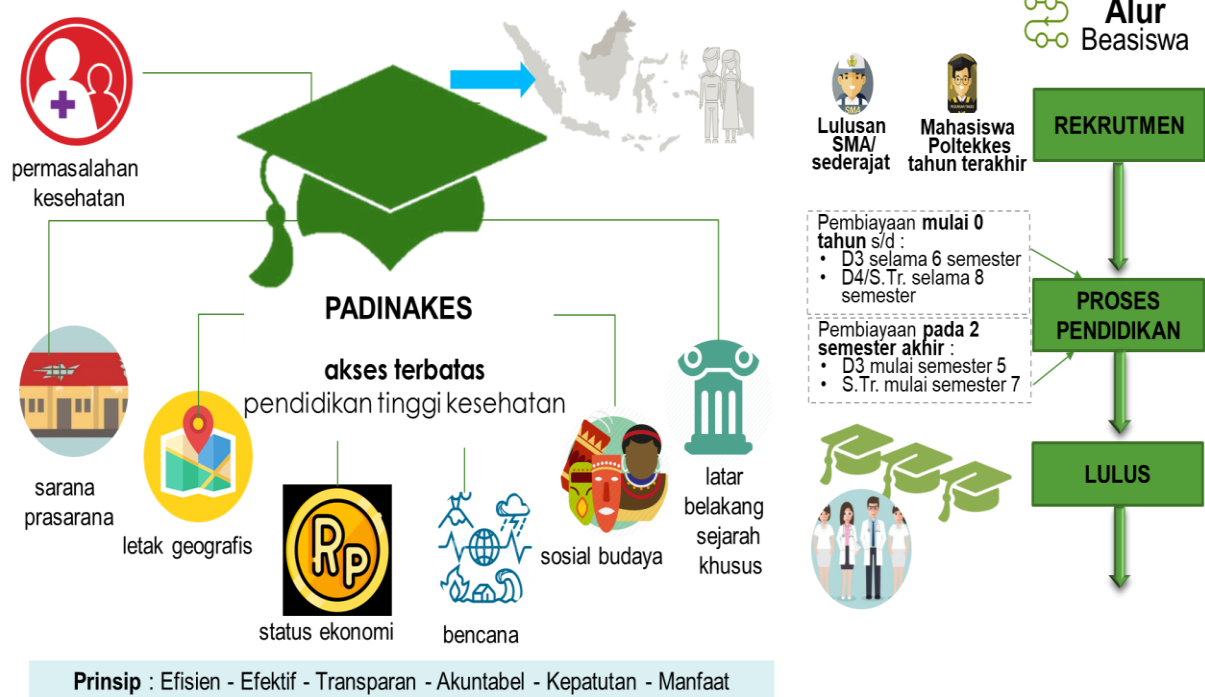 permasalahan
kesehatan
PADINAKES
akses terbatas
pendidikan tinggi kesehatan
sarana
prasarana
letak geografis
Rp
status ekonomi
bencana
sosial budaya
latar
belakang
sejarah
khusus
Prinsip : Efisien - Efektif - Transparan - Akuntabel - Kepatutan - Manfaat
Alur
Beasiswa
SMA
Lulusan
SMA/
sederajat
Mahasiswa
Poltekkes
tahun terakhir
REKRUTMEN
Pembiayaan mulai 0
tahun s/d :
• D3 selama 6 semester
• D4/S.Tr. selama 8
semester
Pembiayaan pada 2
semester akhir :
• D3 mulai semester 5
• S.Tr. mulai semester 7
PROSES
PENDIDIKAN
LULUS